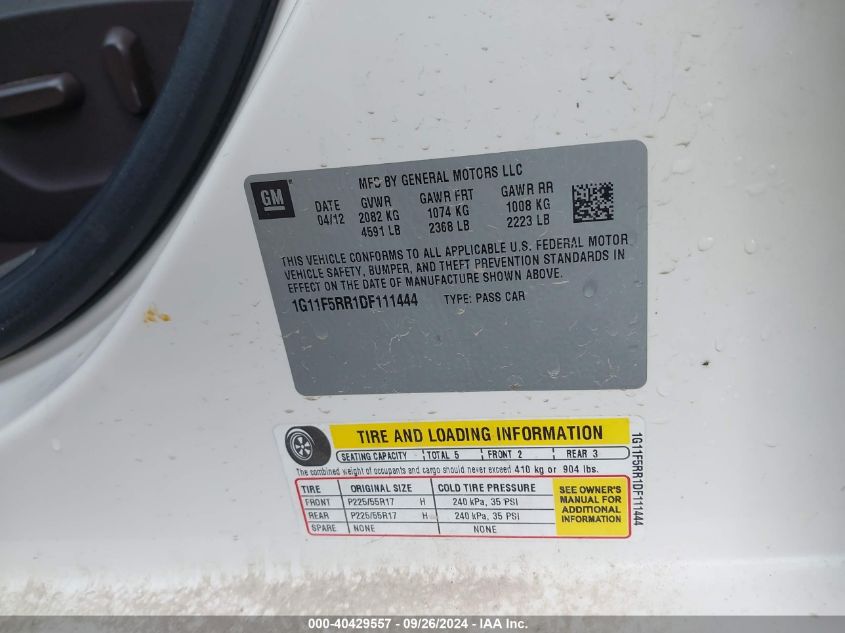 GM
MFD BY GENERAL MOTORS LLC
DATE GVWR GAWR FRT GAWR RR
04/12 2082 KG 1074 KG 1008 KG
4591 LB 2368 LB 2223 LB
THIS VEHICLE CONFORMS TO ALL APPLICABLE U.S. FEDERAL MOTOR
VEHICLE SAFETY, BUMPER, AND THEFT PREVENTION STANDARDS IN
EFFECT ON THE DATE OF MANUFACTURE SHOWN ABOVE.
1G11F5RR1DF111444 TYPE: PASS CAR
TIRE AND LOADING INFORMATION
SEATING CAPACITY TOTAL 5 FRONT 2 REAR 3
The combined weight of occupants and cargo should never exceed 410 kg or 904 lbs.
TIRE ORIGINAL SIZE COLD TIRE PRESSURE
FRONT P225/55R17 H 240 kPa, 35 PSI
REAR P225/55R17 H 240 kPa, 35 PSI
SPARE NONE NONE
SEE OWNER'S
MANUAL FOR
ADDITIONAL
INFORMATION
1G11F5RR1DF111444
000-40429557 - 09/26/2024 - IAA Inc.